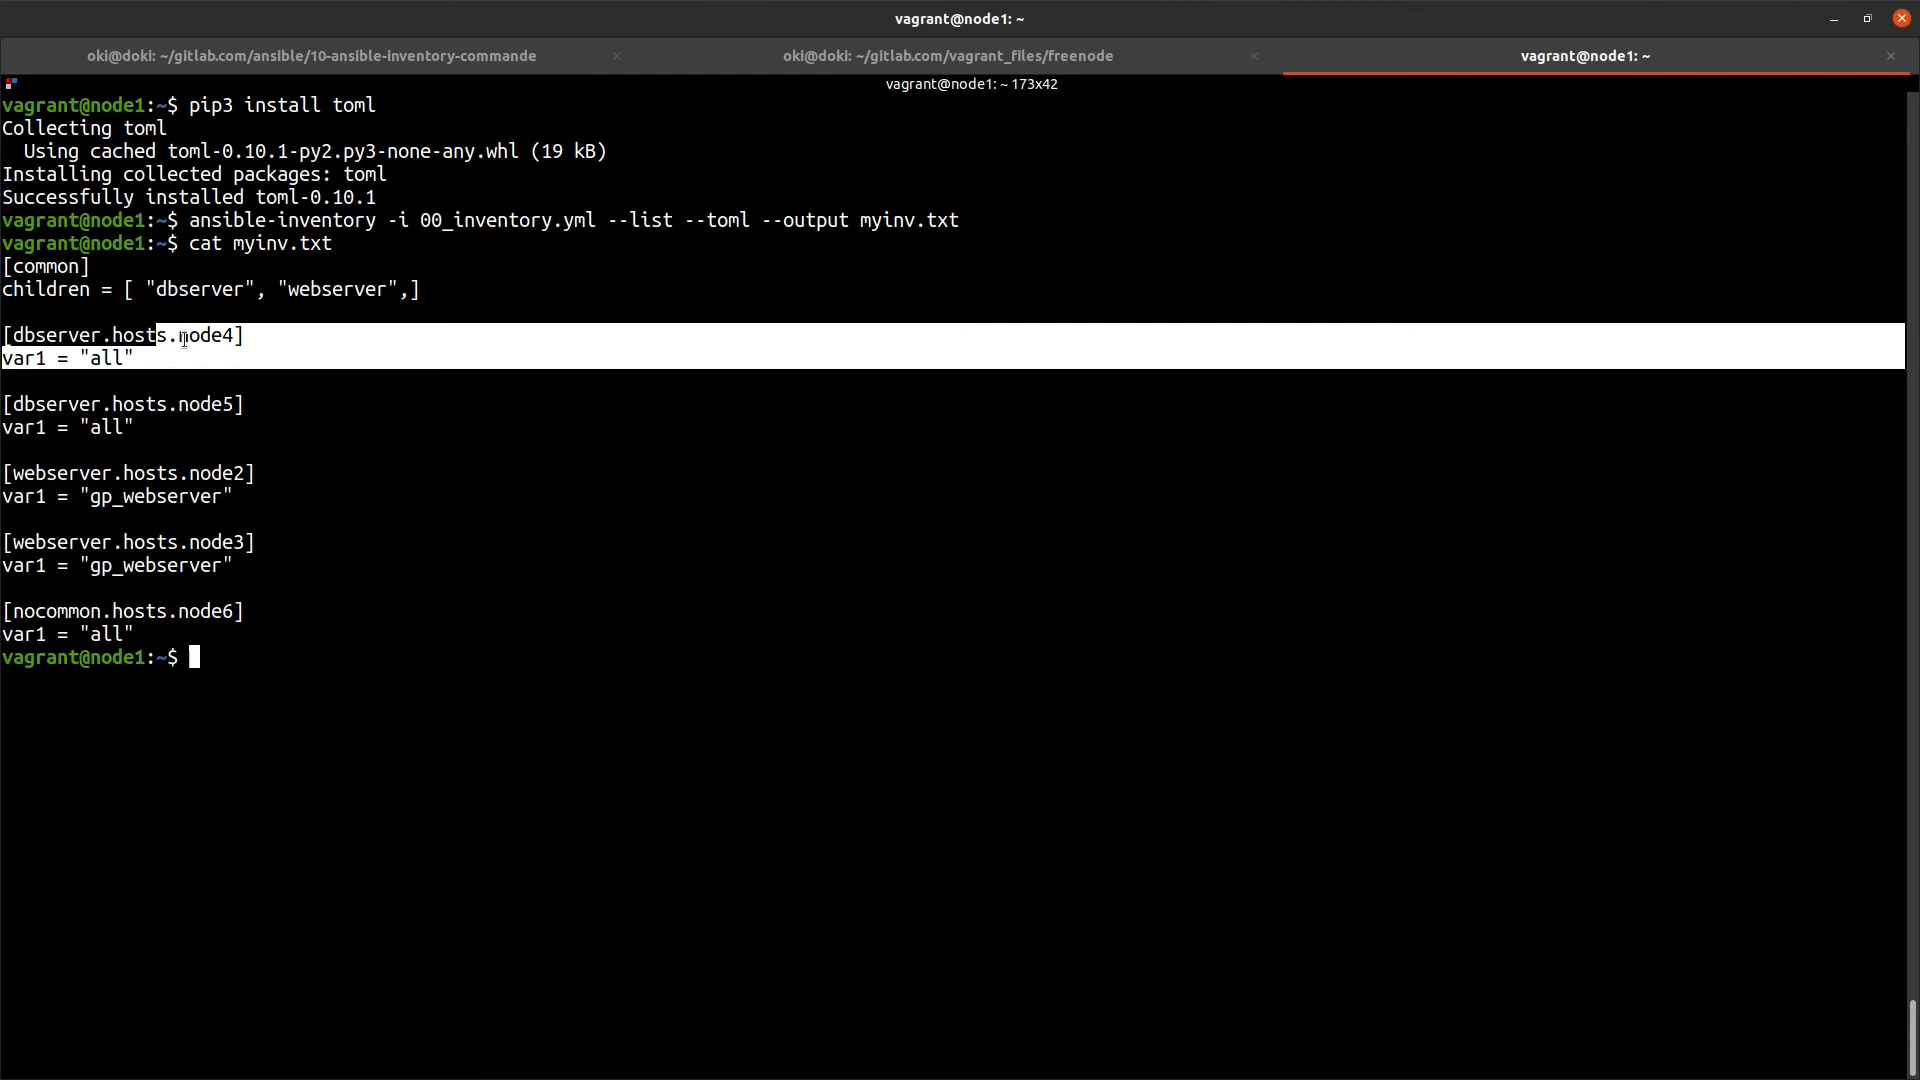 vagrant@node1: ~
oki@doki: ~/gitlab.com/ansible/10-ansible-inventory-commande × oki@doki: ~/gitlab.com/vagrant_files/freenode × vagrant@node1: ~ ×
vagrant@node1: ~ 173x42
vagrant@node1:~$ pip3 install toml
Collecting toml
  Using cached toml-0.10.1-py2.py3-none-any.whl (19 kB)
Installing collected packages: toml
Successfully installed toml-0.10.1
vagrant@node1:~$ ansible-inventory -i 00_inventory.yml --list --toml --output myinv.txt
vagrant@node1:~$ cat myinv.txt
[common]
children = [ "dbserver", "webserver",]
[dbserver.hosts.node4]
var1 = "all"
[dbserver.hosts.node5]
var1 = "all"
[webserver.hosts.node2]
var1 = "gp_webserver"
[webserver.hosts.node3]
var1 = "gp_webserver"
[nocommon.hosts.node6]
var1 = "all"
vagrant@node1:~$